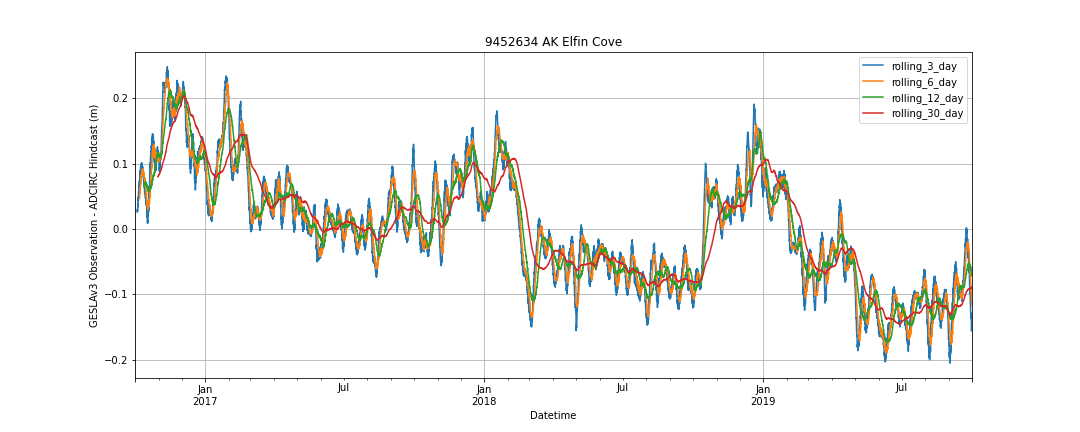 9452634 AK Elfin Cove
rolling_3_day
rolling_6_day
rolling_12_day
rolling_30_day
GESLAv3 Observation - ADCIRC Hindcast (m)
0.2
0.1
0.0
−0.1
−0.2
Jan
2017
Jul
Jan
2018
Jul
Jan
2019
Jul
Datetime